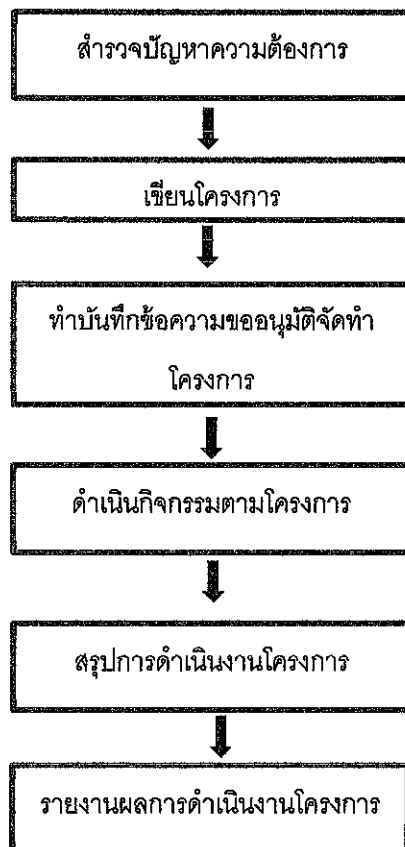 สำรวจปัญหาความต้องการ
เขียนโครงการ
ทำบันทึกข้อความขออนุมัติจัดทำ
โครงการ
ดำเนินกิจกรรมตามโครงการ
สรุปการดำเนินงานโครงการ
รายงานผลการดำเนินงานโครงการ